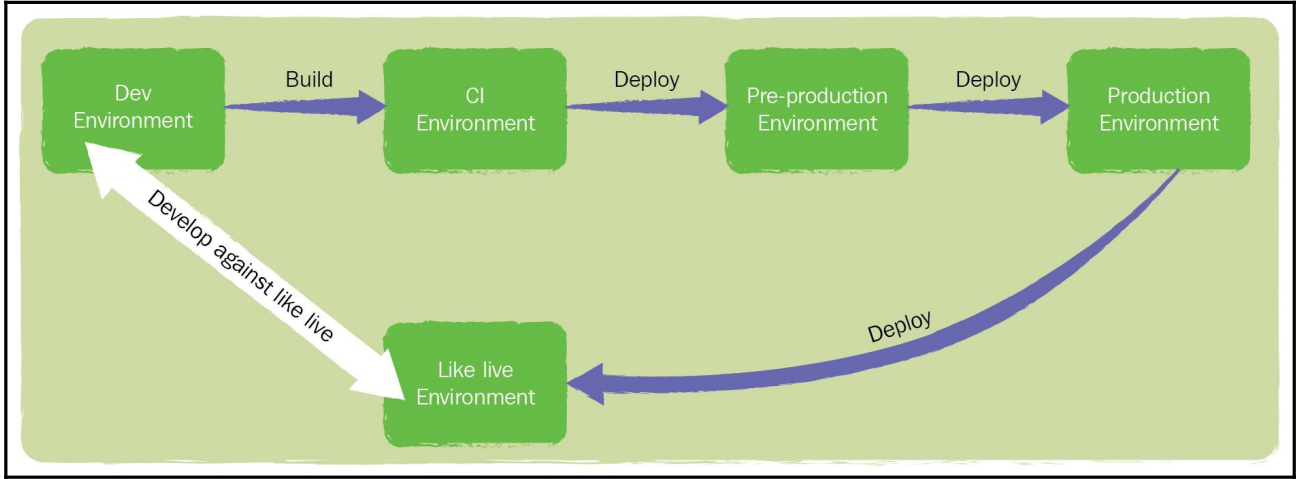 Dev
Environment
Build
CI
Environment
Deploy
Pre-production
Environment
Deploy
Production
Environment
Develop against like live
Like live
Environment
Deploy